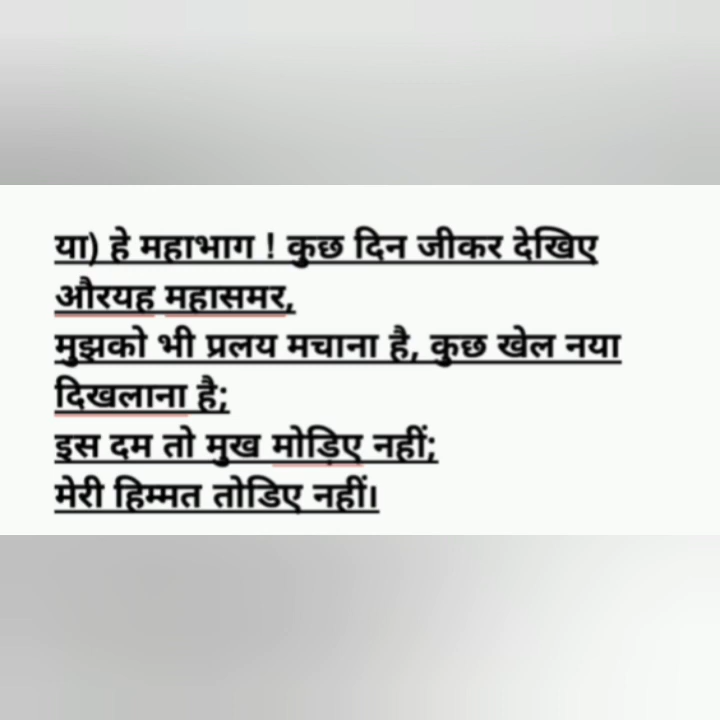 या) हे महाभाग ! कुछ दिन जीकर देखिए
औरयह महासमर,
मुझको भी प्रलय मचाना है, कुछ खेल नया
दिखलाना है;
इस दम तो मुख मोड़िए नहीं;
मेरी हिम्मत तोडिए नहीं।